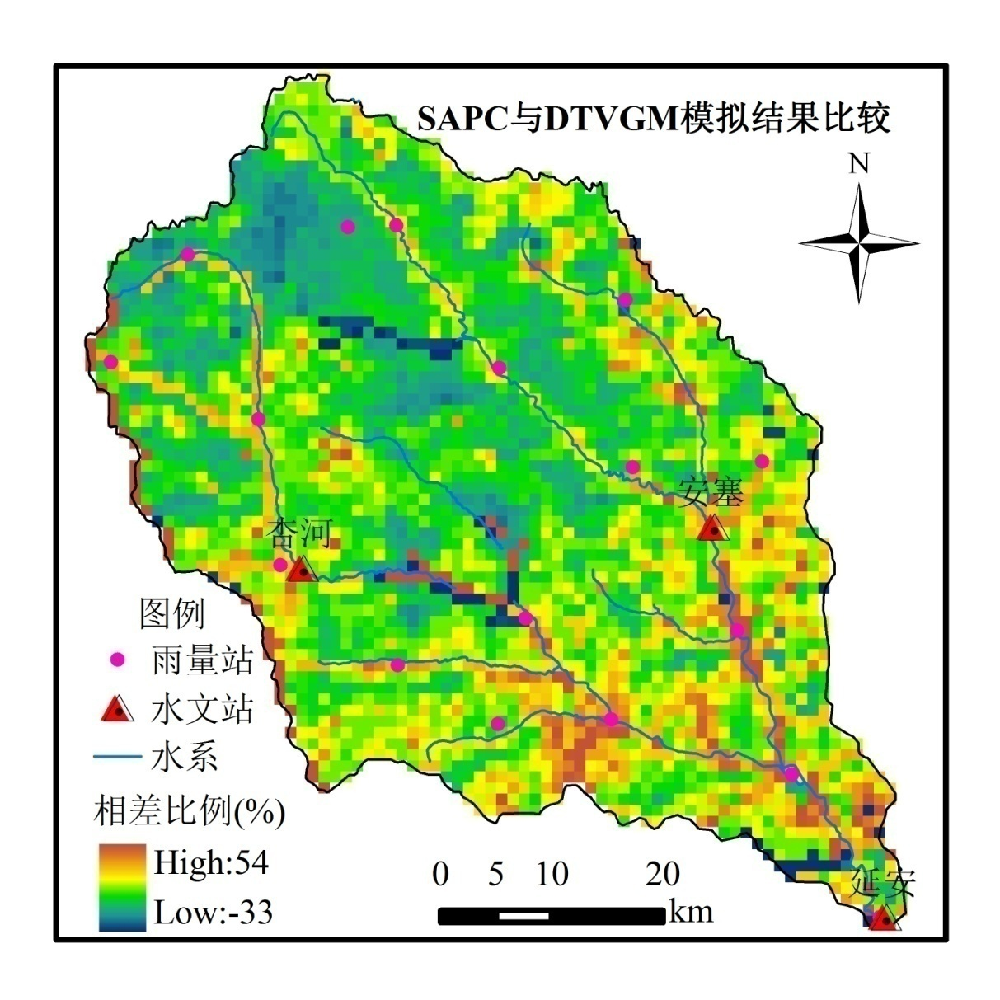 SAPC与DTVGM模拟结果比较
N
安塞
杏河
图例
雨量站
水文站
水系
相差比例(%)
High:54
Low:-33
0 5 10 20
km
延安